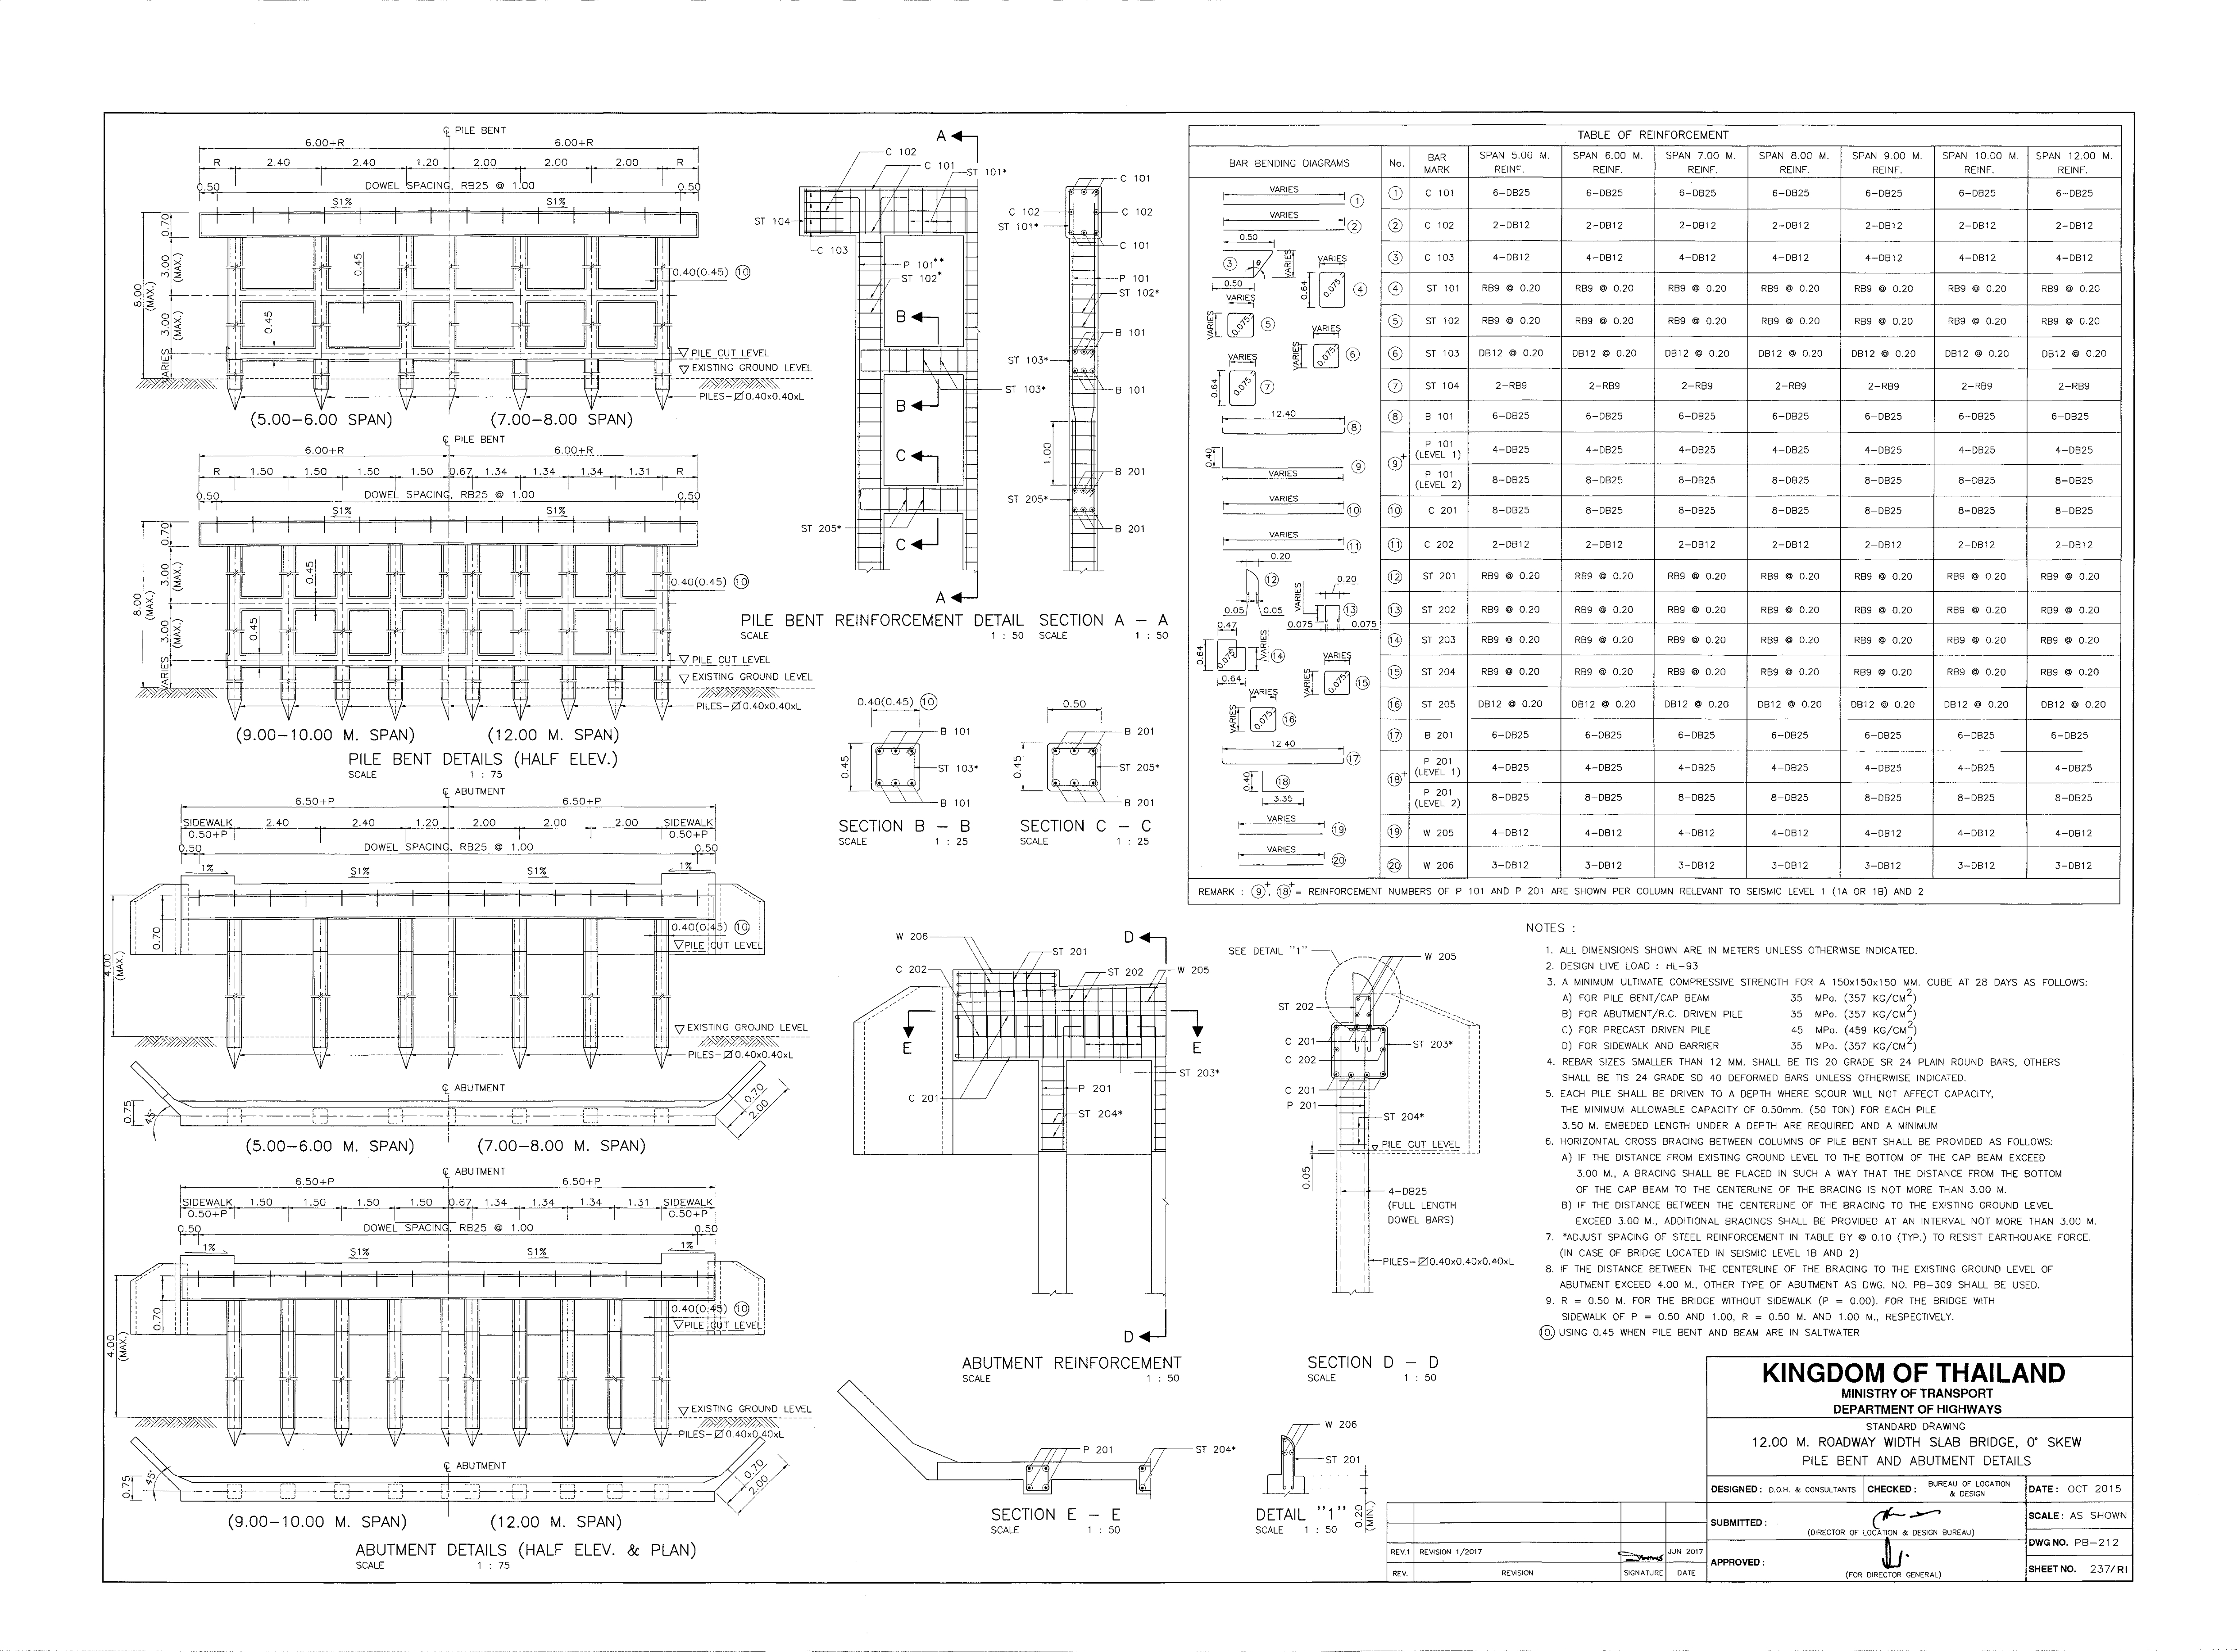 ℄ PILE BENT
6.00+R 6.00+R
R 2.40 2.40 1.20 2.00 2.00 2.00 R
0.50 DOWEL SPACING, RB25 @ 1.00 0.50
S1% S1%
0.70
3.00 (MAX.)
8.00 (MAX.)
3.00 (MAX.)
VARIES
0.45
0.45
0.40(0.45) 10
PILE CUT LEVEL
EXISTING GROUND LEVEL
PILES-0.40x0.40xL
(5.00-6.00 SPAN) (7.00-8.00 SPAN)
℄ PILE BENT
6.00+R 6.00+R
R 1.50 1.50 1.50 1.50 0.67 1.34 1.34 1.34 1.31 R
0.50 DOWEL SPACING, RB25 @ 1.00 0.50
S1% S1%
0.70
3.00 (MAX.)
8.00 (MAX.)
3.00 (MAX.)
VARIES
0.45
0.45
0.40(0.45) 10
PILE CUT LEVEL
EXISTING GROUND LEVEL
PILES-0.40x0.40xL
(9.00-10.00 M. SPAN) (12.00 M. SPAN)
PILE BENT DETAILS (HALF ELEV.)
SCALE 1 : 75
℄ ABUTMENT
6.50+P 6.50+P
SIDEWALK 2.40 2.40 1.20 2.00 2.00 2.00 SIDEWALK
0.50+P 0.50+P
0.50 DOWEL SPACING, RB25 @ 1.00 0.50
1% S1% S1% 1%
0.70
4.00 (MAX.)
0.40(0.45) 10
PILE CUT LEVEL
EXISTING GROUND LEVEL
PILES-0.40x0.40xL
℄ ABUTMENT
0.75
45°
0.70
2.00
(5.00-6.00 M. SPAN) (7.00-8.00 M. SPAN)
℄ ABUTMENT
6.50+P 6.50+P
SIDEWALK 1.50 1.50 1.50 1.50 0.67 1.34 1.34 1.34 1.31 SIDEWALK
0.50+P 0.50+P
0.50 DOWEL SPACING, RB25 @ 1.00 0.50
1% S1% S1% 1%
0.70
4.00 (MAX.)
0.40(0.45) 10
PILE CUT LEVEL
EXISTING GROUND LEVEL
PILES-0.40x0.40xL
℄ ABUTMENT
0.75
45°
0.70
2.00
(9.00-10.00 M. SPAN) (12.00 M. SPAN)
ABUTMENT DETAILS (HALF ELEV. & PLAN)
SCALE 1 : 75
A
C 102
C 101
ST 101*
ST 104
C 103
P 101**
ST 102*
B
ST 103*
B
C
ST 205*
C
A
PILE BENT REINFORCEMENT DETAIL
SCALE 1 : 50
C 101
C 102 C 102
ST 101*
C 101
P 101
ST 102*
B 101
ST 103*
B 101
1.00
B 201
ST 205*
B 201
SECTION A - A
SCALE 1 : 50
0.40(0.45) 10
B 101
0.45
ST 103*
B 101
SECTION B - B
SCALE 1 : 25
0.50
B 201
0.45
ST 205*
B 201
SECTION C - C
SCALE 1 : 25
W 206
D
ST 201
C 202
ST 202
W 205
E E
ST 203*
P 201
C 201
ST 204*
D
ABUTMENT REINFORCEMENT
SCALE 1 : 50
SEE DETAIL "1"
W 205
ST 202
C 201
ST 203*
C 202
C 201
P 201
ST 204*
PILE CUT LEVEL
0.05
4-DB25
(FULL LENGTH
DOWEL BARS)
PILES-0.40x0.40x0.40xL
SECTION D - D
SCALE 1 : 50
P 201
ST 204*
SECTION E - E
SCALE 1 : 50
W 206
ST 201
0.20 (MIN.)
DETAIL "1"
SCALE 1 : 50
TABLE OF REINFORCEMENT
BAR BENDING DIAGRAMS No. BAR MARK SPAN 5.00 M. REINF. SPAN 6.00 M. REINF. SPAN 7.00 M. REINF. SPAN 8.00 M. REINF. SPAN 9.00 M. REINF. SPAN 10.00 M. REINF. SPAN 12.00 M. REINF.
VARIES 1
VARIES 2
0.50 VARIES θ 0.50 3
VARIES 0.64 0.075 4
VARIES VARIES 0.075 5
VARIES VARIES 0.075 6
VARIES 0.64 0.075 7
12.40 8
0.40 VARIES 9
VARIES 10
VARIES 11
0.20 0.05 0.05 12
0.20 VARIES 0.075 0.075 13
0.47 0.64 0.075 VARIES 0.64 14
VARIES VARIES 0.075 15
VARIES VARIES 0.075 16
12.40 17
0.40 3.35 18
VARIES 19
VARIES 20
1 C 101 6-DB25 6-DB25 6-DB25 6-DB25 6-DB25 6-DB25 6-DB25
2 C 102 2-DB12 2-DB12 2-DB12 2-DB12 2-DB12 2-DB12 2-DB12
3 C 103 4-DB12 4-DB12 4-DB12 4-DB12 4-DB12 4-DB12 4-DB12
4 ST 101 RB9 @ 0.20 RB9 @ 0.20 RB9 @ 0.20 RB9 @ 0.20 RB9 @ 0.20 RB9 @ 0.20 RB9 @ 0.20
5 ST 102 RB9 @ 0.20 RB9 @ 0.20 RB9 @ 0.20 RB9 @ 0.20 RB9 @ 0.20 RB9 @ 0.20 RB9 @ 0.20
6 ST 103 DB12 @ 0.20 DB12 @ 0.20 DB12 @ 0.20 DB12 @ 0.20 DB12 @ 0.20 DB12 @ 0.20 DB12 @ 0.20
7 ST 104 2-RB9 2-RB9 2-RB9 2-RB9 2-RB9 2-RB9 2-RB9
8 B 101 6-DB25 6-DB25 6-DB25 6-DB25 6-DB25 6-DB25 6-DB25
9+ P 101 (LEVEL 1) 4-DB25 4-DB25 4-DB25 4-DB25 4-DB25 4-DB25 4-DB25
P 101 (LEVEL 2) 8-DB25 8-DB25 8-DB25 8-DB25 8-DB25 8-DB25 8-DB25
10 C 201 8-DB25 8-DB25 8-DB25 8-DB25 8-DB25 8-DB25 8-DB25
11 C 202 2-DB12 2-DB12 2-DB12 2-DB12 2-DB12 2-DB12 2-DB12
12 ST 201 RB9 @ 0.20 RB9 @ 0.20 RB9 @ 0.20 RB9 @ 0.20 RB9 @ 0.20 RB9 @ 0.20 RB9 @ 0.20
13 ST 202 RB9 @ 0.20 RB9 @ 0.20 RB9 @ 0.20 RB9 @ 0.20 RB9 @ 0.20 RB9 @ 0.20 RB9 @ 0.20
14 ST 203 RB9 @ 0.20 RB9 @ 0.20 RB9 @ 0.20 RB9 @ 0.20 RB9 @ 0.20 RB9 @ 0.20 RB9 @ 0.20
15 ST 204 RB9 @ 0.20 RB9 @ 0.20 RB9 @ 0.20 RB9 @ 0.20 RB9 @ 0.20 RB9 @ 0.20 RB9 @ 0.20
16 ST 205 DB12 @ 0.20 DB12 @ 0.20 DB12 @ 0.20 DB12 @ 0.20 DB12 @ 0.20 DB12 @ 0.20 DB12 @ 0.20
17 B 201 6-DB25 6-DB25 6-DB25 6-DB25 6-DB25 6-DB25 6-DB25
18+ P 201 (LEVEL 1) 4-DB25 4-DB25 4-DB25 4-DB25 4-DB25 4-DB25 4-DB25
P 201 (LEVEL 2) 8-DB25 8-DB25 8-DB25 8-DB25 8-DB25 8-DB25 8-DB25
19 W 205 4-DB12 4-DB12 4-DB12 4-DB12 4-DB12 4-DB12 4-DB12
20 W 206 3-DB12 3-DB12 3-DB12 3-DB12 3-DB12 3-DB12 3-DB12
REMARK : 9+, 18+ = REINFORCEMENT NUMBERS OF P 101 AND P 201 ARE SHOWN PER COLUMN RELEVANT TO SEISMIC LEVEL 1 (1A OR 1B) AND 2
NOTES :
1. ALL DIMENSIONS SHOWN ARE IN METERS UNLESS OTHERWISE INDICATED.
2. DESIGN LIVE LOAD : HL-93
3. A MINIMUM ULTIMATE COMPRESSIVE STRENGTH FOR A 150x150x150 MM. CUBE AT 28 DAYS AS FOLLOWS:
A) FOR PILE BENT/CAP BEAM 35 MPa. (357 KG/CM2)
B) FOR ABUTMENT/R.C. DRIVEN PILE 35 MPa. (357 KG/CM2)
C) FOR PRECAST DRIVEN PILE 45 MPa. (459 KG/CM2)
D) FOR SIDEWALK AND BARRIER 35 MPa. (357 KG/CM2)
4. REBAR SIZES SMALLER THAN 12 MM. SHALL BE TIS 20 GRADE SR 24 PLAIN ROUND BARS, OTHERS
SHALL BE TIS 24 GRADE SD 40 DEFORMED BARS UNLESS OTHERWISE INDICATED.
5. EACH PILE SHALL BE DRIVEN TO A DEPTH WHERE SCOUR WILL NOT AFFECT CAPACITY,
THE MINIMUM ALLOWABLE CAPACITY OF 0.50mm. (50 TON) FOR EACH PILE
3.50 M. EMBEDED LENGTH UNDER A DEPTH ARE REQUIRED AND A MINIMUM
6. HORIZONTAL CROSS BRACING BETWEEN COLUMNS OF PILE BENT SHALL BE PROVIDED AS FOLLOWS:
A) IF THE DISTANCE FROM EXISTING GROUND LEVEL TO THE BOTTOM OF THE CAP BEAM EXCEED
3.00 M., A BRACING SHALL BE PLACED IN SUCH A WAY THAT THE DISTANCE FROM THE BOTTOM
OF THE CAP BEAM TO THE CENTERLINE OF THE BRACING IS NOT MORE THAN 3.00 M.
B) IF THE DISTANCE BETWEEN THE CENTERLINE OF THE BRACING TO THE EXISTING GROUND LEVEL
EXCEED 3.00 M., ADDITIONAL BRACINGS SHALL BE PROVIDED AT AN INTERVAL NOT MORE THAN 3.00 M.
7. *ADJUST SPACING OF STEEL REINFORCEMENT IN TABLE BY @ 0.10 (TYP.) TO RESIST EARTHQUAKE FORCE.
(IN CASE OF BRIDGE LOCATED IN SEISMIC LEVEL 1B AND 2)
8. IF THE DISTANCE BETWEEN THE CENTERLINE OF THE BRACING TO THE EXISTING GROUND LEVEL OF
ABUTMENT EXCEED 4.00 M., OTHER TYPE OF ABUTMENT AS DWG. NO. PB-309 SHALL BE USED.
9. R = 0.50 M. FOR THE BRIDGE WITHOUT SIDEWALK (P = 0.00). FOR THE BRIDGE WITH
SIDEWALK OF P = 0.50 AND 1.00, R = 0.50 M. AND 1.00 M., RESPECTIVELY.
10. USING 0.45 WHEN PILE BENT AND BEAM ARE IN SALTWATER
KINGDOM OF THAILAND
MINISTRY OF TRANSPORT
DEPARTMENT OF HIGHWAYS
STANDARD DRAWING
12.00 M. ROADWAY WIDTH SLAB BRIDGE, 0° SKEW
PILE BENT AND ABUTMENT DETAILS
DESIGNED : D.O.H. & CONSULTANTS CHECKED : BUREAU OF LOCATION & DESIGN DATE : OCT 2015
SUBMITTED :
(DIRECTOR OF LOCATION & DESIGN BUREAU)
SCALE : AS SHOWN
DWG NO. PB-212
APPROVED :
(FOR DIRECTOR GENERAL)
SHEET NO. 237/R1
REV.1 REVISION 1/2017 JUN 2017
REV. REVISION SIGNATURE DATE